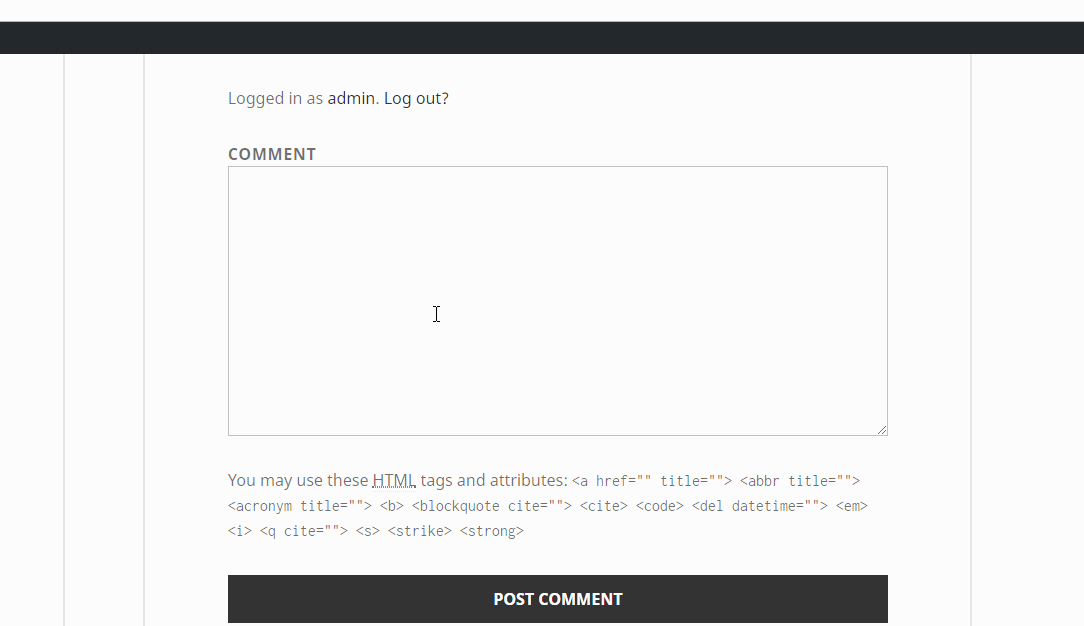 Logged in as admin. Log out?
COMMENT
You may use these HTML tags and attributes: <a href="" title=""> <abbr title="">
<acronym title=""> <b> <blockquote cite=""> <cite> <code> <del datetime=""> <em>
<i> <q cite=""> <s> <strike> <strong>
POST COMMENT